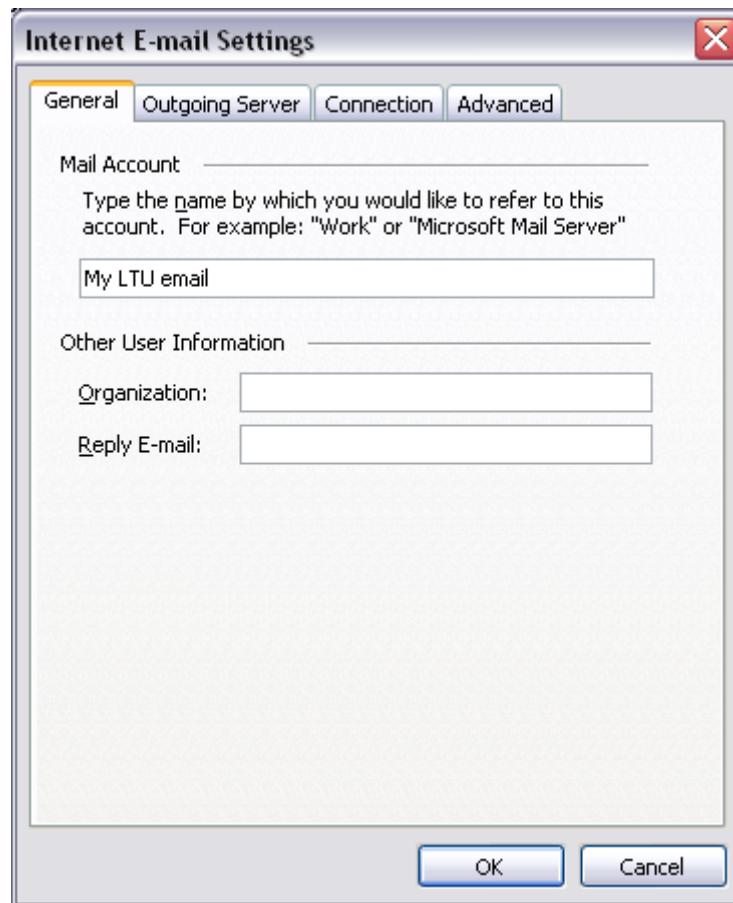 Internet E-mail Settings
General Outgoing Server Connection Advanced
Mail Account
Type the name by which you would like to refer to this
account. For example: "Work" or "Microsoft Mail Server"
My LTU email
Other User Information
Organization:
Reply E-mail:
OK Cancel